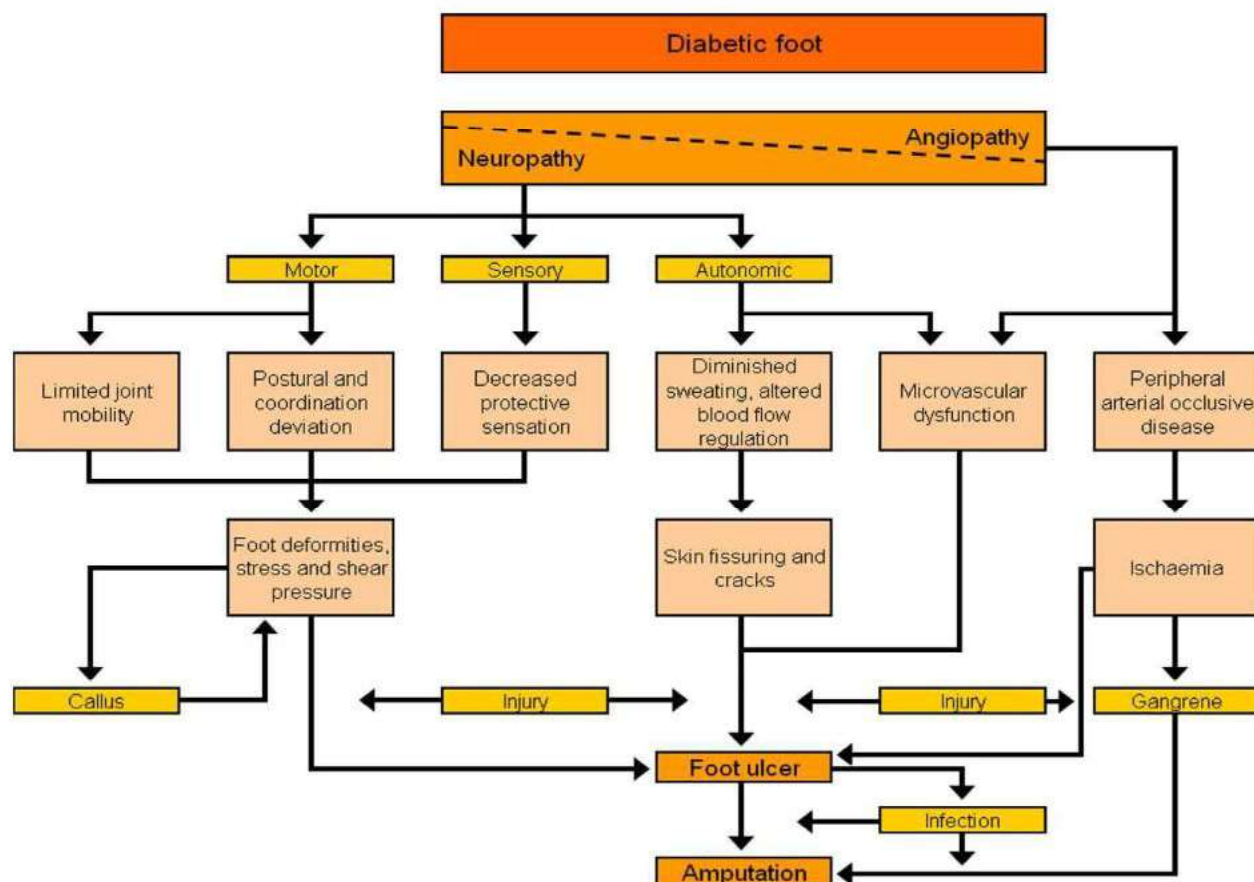 Diabetic foot
Angiopathy
Neuropathy
Motor
Sensory
Autonomic
Limited joint
mobility
Postural and
coordination
deviation
Decreased
protective
sensation
Diminished
sweating, altered
blood flow
regulation
Microvascular
dysfunction
Peripheral
arterial occlusive
disease
Foot deformities,
stress and shear
pressure
Skin fissuring and
cracks
Ischaemia
Callus
Injury
Injury
Gangrene
Foot ulcer
Infection
Amputation